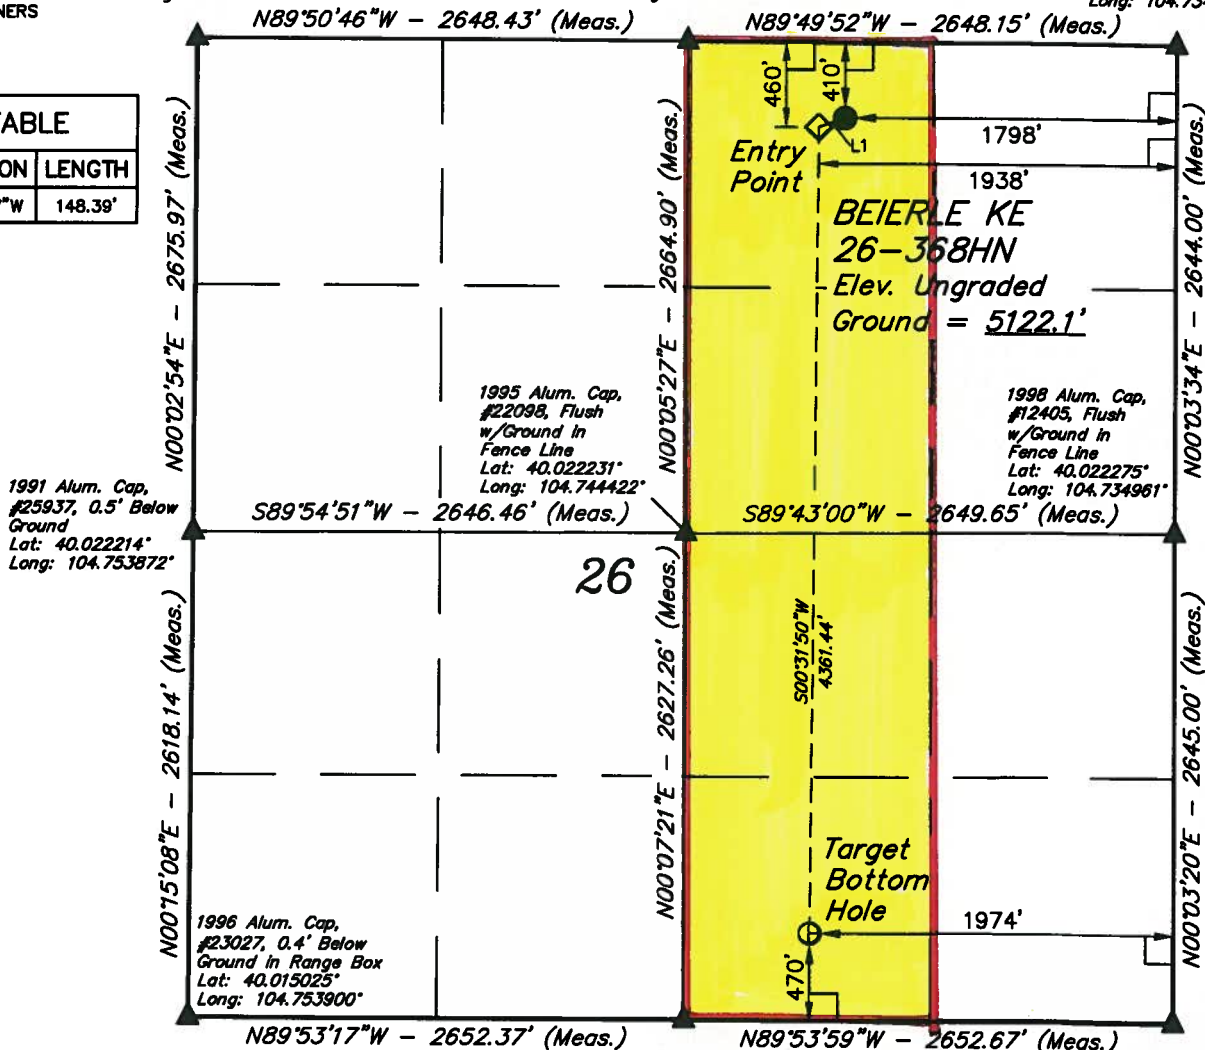 NERS
N89°50'46"W - 2648.43' (Meas.)
N89°49'52"W - 2648.15' (Meas.)
TABLE
ON LENGTH
"W 148.39'
N00°02'54"E - 2675.97' (Meas.)
N00°05'27"E - 2664.90' (Meas.)
460'
410'
L1
Entry
Point
1798'
1938'
BEIERLE KE
26-368HN
Elev. Ungraded
Ground = 5122.1'
N00°03'34"E - 2644.00' (Meas.)
1995 Alum. Cap,
#22098, Flush
w/Ground in
Fence Line
Lat: 40.022231°
Long: 104.744422°
1998 Alum. Cap,
#12405, Flush
w/Ground in
Fence Line
Lat: 40.022275°
Long: 104.734961°
1991 Alum. Cap,
#25937, 0.5' Below
Ground
Lat: 40.022214°
Long: 104.753872°
S89°54'51"W - 2646.46' (Meas.)
S89°43'00"W - 2649.65' (Meas.)
26
N00°15'08"E - 2618.14' (Meas.)
N00°07'21"E - 2627.26' (Meas.)
S00°31'50"W
4361.44'
N00°03'20"E - 2645.00' (Meas.)
Target
Bottom
Hole
1974'
470'
1996 Alum. Cap,
#23027, 0.4' Below
Ground in Range Box
Lat: 40.015025°
Long: 104.753900°
N89°53'17"W - 2652.37' (Meas.)
N89°53'59"W - 2652.67' (Meas.)